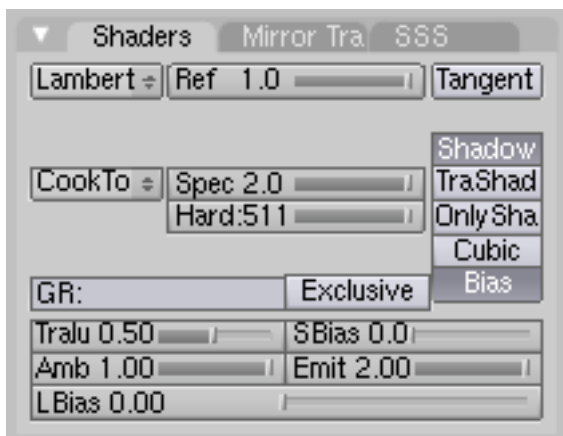 Shaders Mirror Tra SSS
Lambert Ref 1.0 Tangent
Shadow
CookTo Spec 2.0 TraShad
Hard:511 OnlySha
Cubic
GR: Exclusive Bias
Tralu 0.50 SBias 0.0
Amb 1.00 Emit 2.00
LBias 0.00